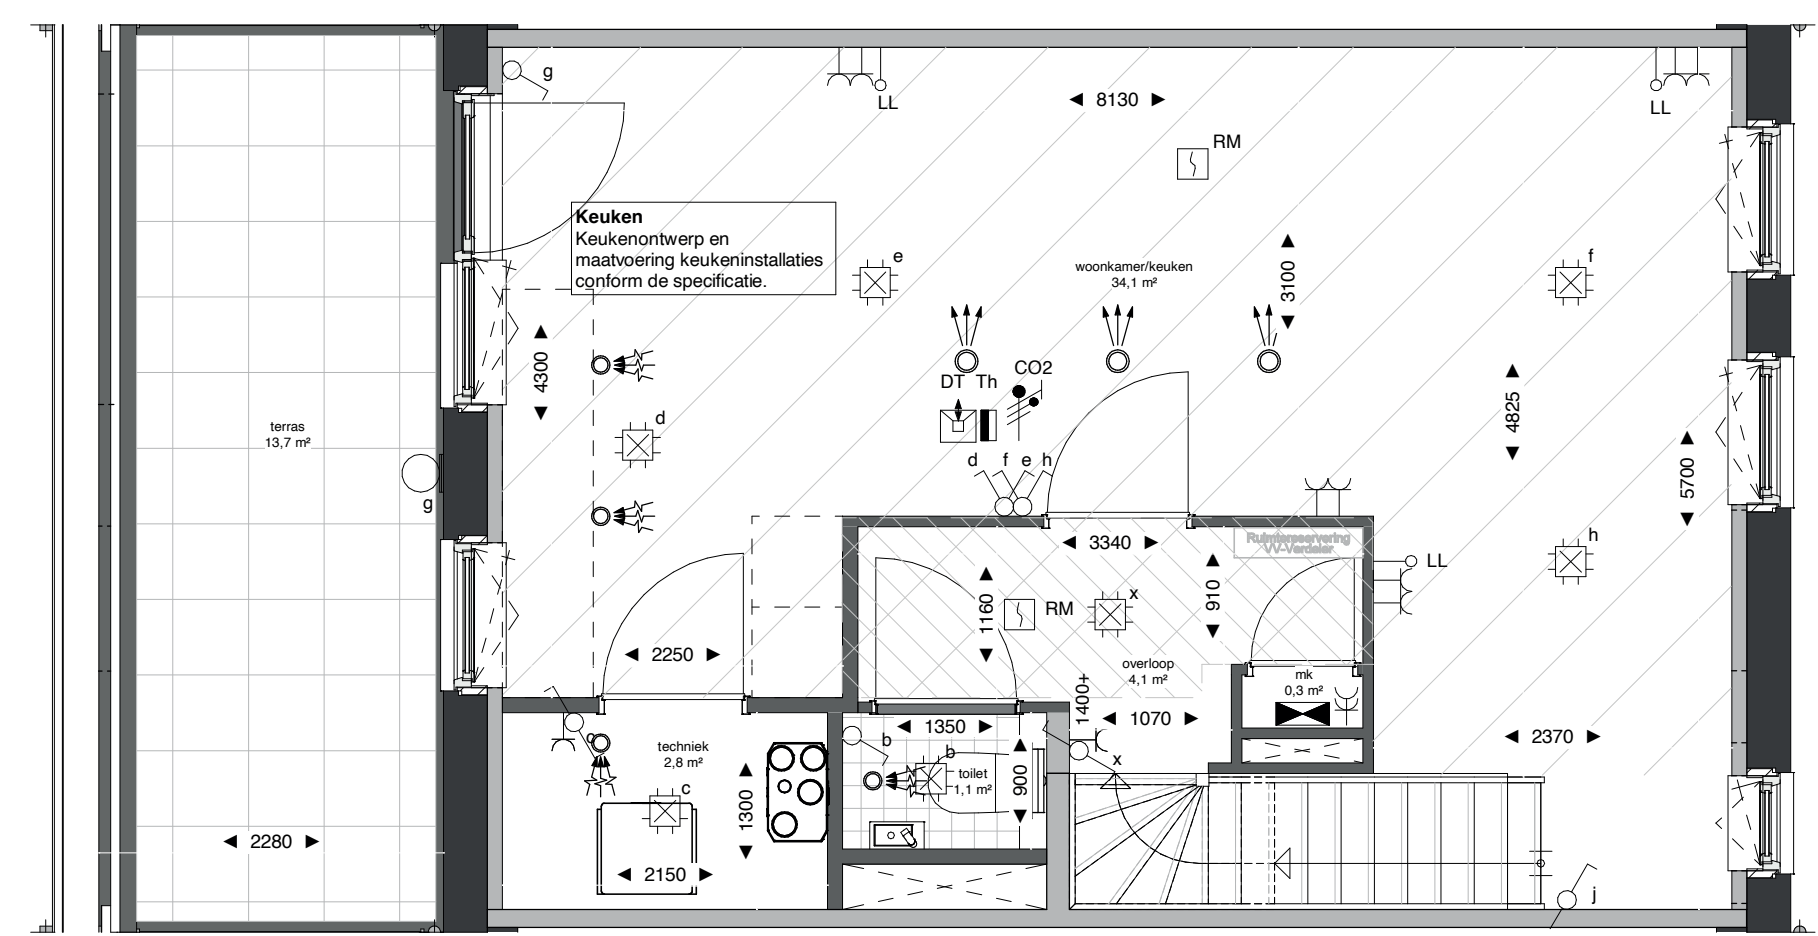 g
LL
8130
RM
LL
Keuken
Keukenontwerp en
maatvoering keukeninstallaties
conform de specificatie.
e
woonkamer/keuken
34,1 m²
3100
f
4300
DT Th CO2
4825
terras
13,7 m²
d
5700
g
d f e h
3340
Ruimtereservering
VV-Verdeler
h
LL
1160
RM
x
910
2250
overloop
4,1 m²
mk
0,3 m²
1400+
1070
1350
b
b
techniek
2,8 m²
toilet
1,1 m²
900
x
2370
c
1300
2280
2150
j